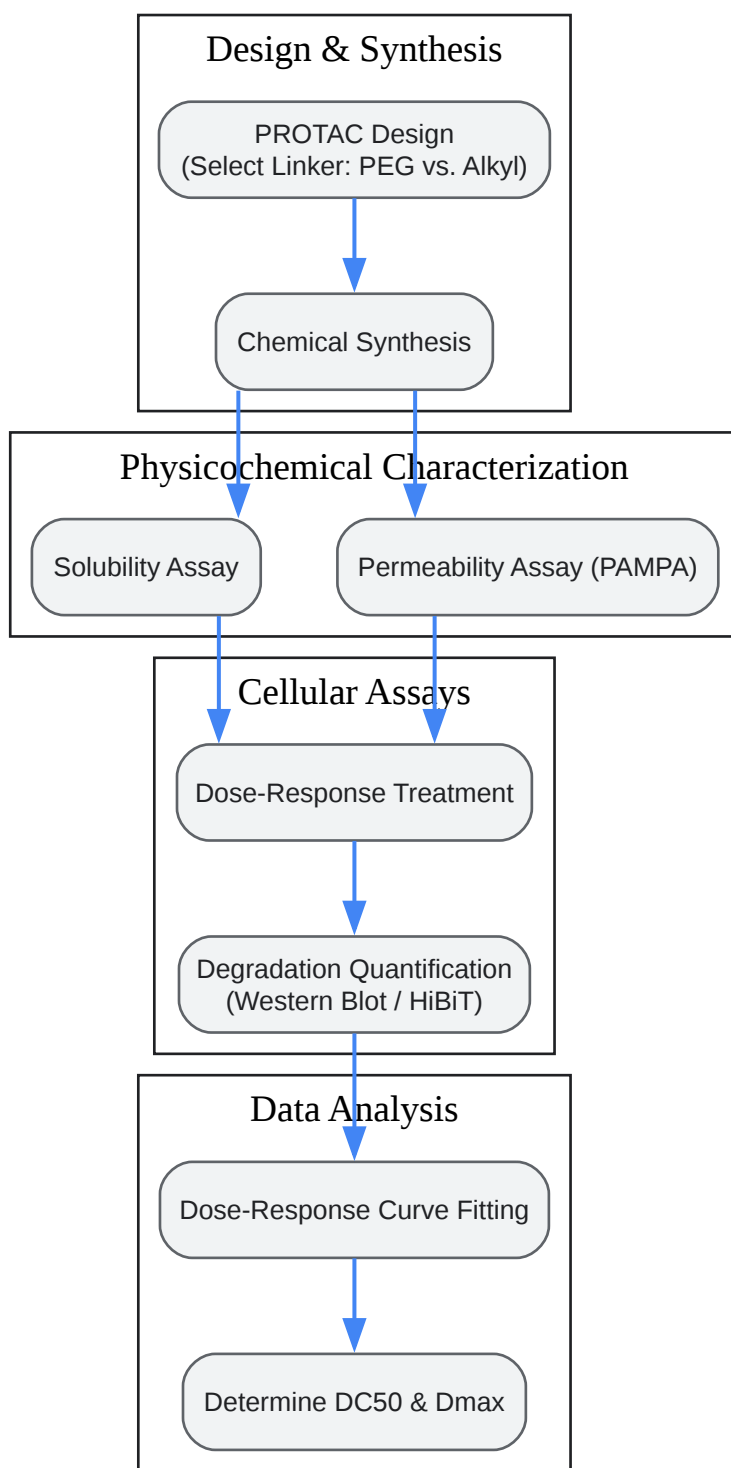 Design & Synthesis
PROTAC Design
(Select Linker: PEG vs. Alkyl)
Chemical Synthesis
Physicochemical Characterization
Solubility Assay
Permeability Assay (PAMPA)
Cellular Assays
Dose-Response Treatment
Degradation Quantification
(Western Blot / HiBiT)
Data Analysis
Dose-Response Curve Fitting
Determine DC50 & Dmax